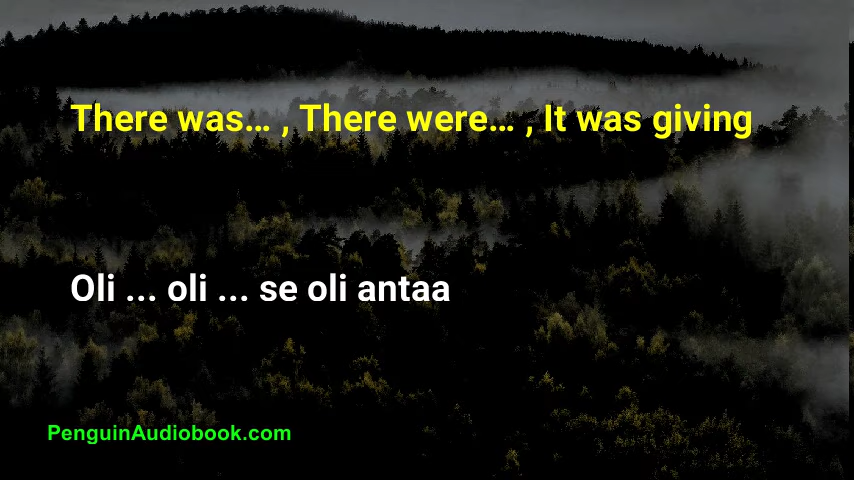 There was... , There were... , It was giving
Oli ... oli ... se oli antaa
PenguinAudiobook.com